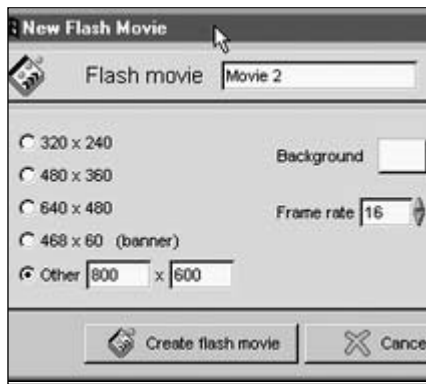 New Flash Movie
Flash movie Movie 2
320 x 240
480 x 360
640 x 480
468 x 60 (banner)
Other 800 x 600
Background
Frame rate 16
Create flash movie
Cance